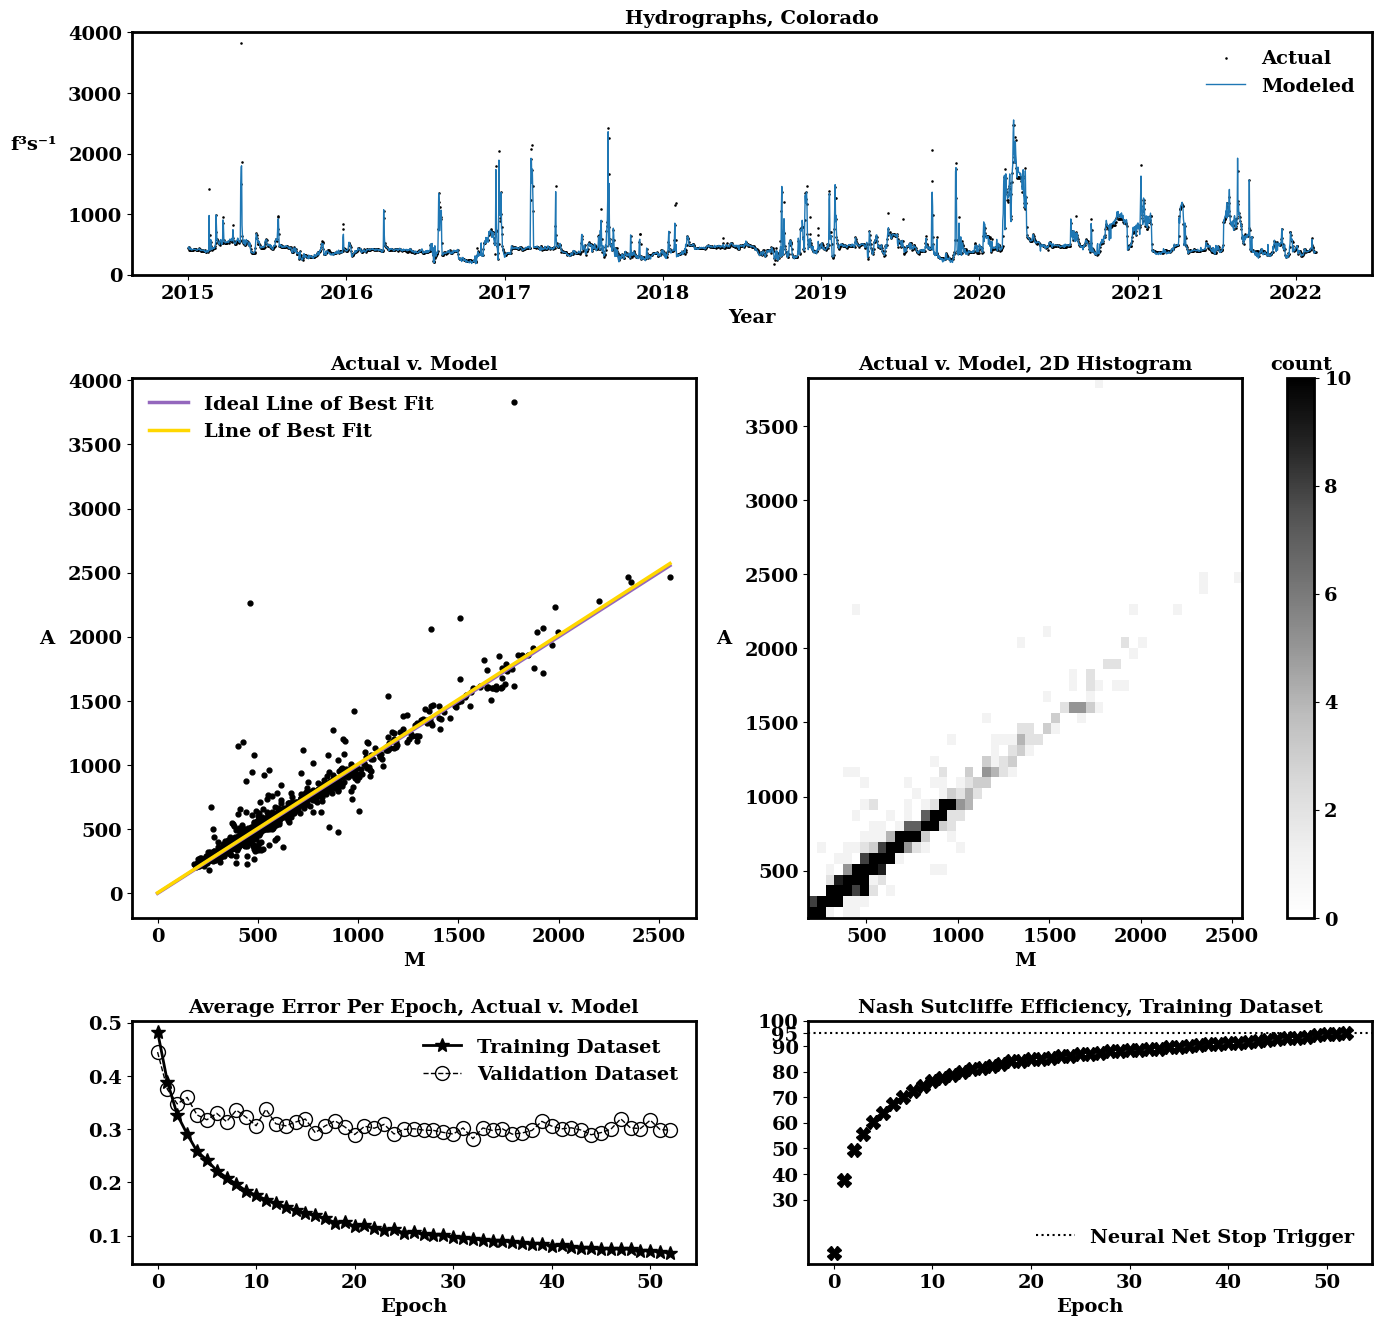 Hydrographs, Colorado
4000
3000
2000
1000
0
f³s⁻¹
Actual
Modeled
2015 2016 2017 2018 2019 2020 2021 2022
Year
Actual v. Model
4000
3500
3000
2500
2000
1500
1000
500
0
A
Ideal Line of Best Fit
Line of Best Fit
0 500 1000 1500 2000 2500
M
Actual v. Model, 2D Histogram
3500
3000
2500
2000
1500
1000
500
A
500 1000 1500 2000 2500
M
count
10
8
6
4
2
0
Average Error Per Epoch, Actual v. Model
0.5
0.4
0.3
0.2
0.1
Training Dataset
Validation Dataset
0 10 20 30 40 50
Epoch
Nash Sutcliffe Efficiency, Training Dataset
100
95
90
80
70
60
50
40
30
Neural Net Stop Trigger
0 10 20 30 40 50
Epoch